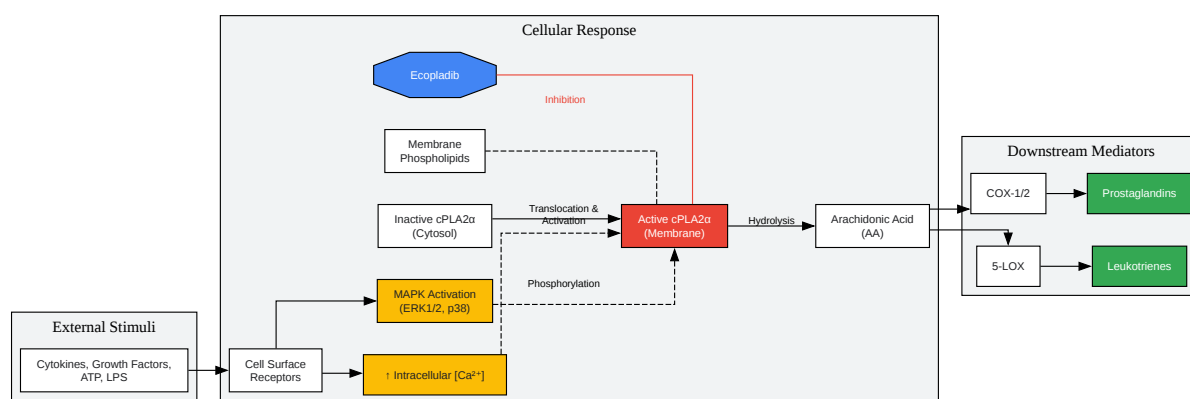 Cellular Response
Ecopladib
Inhibition
Membrane
Phospholipids
Downstream Mediators
COX-1/2
Prostaglandins
Inactive cPLA2α
(Cytosol)
Translocation &
Activation
Active cPLA2α
(Membrane)
Hydrolysis
Arachidonic Acid
(AA)
5-LOX
Leukotrienes
MAPK Activation
(ERK1/2, p38)
Phosphorylation
External Stimuli
Cytokines, Growth Factors,
ATP, LPS
Cell Surface
Receptors
↑ Intracellular [Ca²⁺]